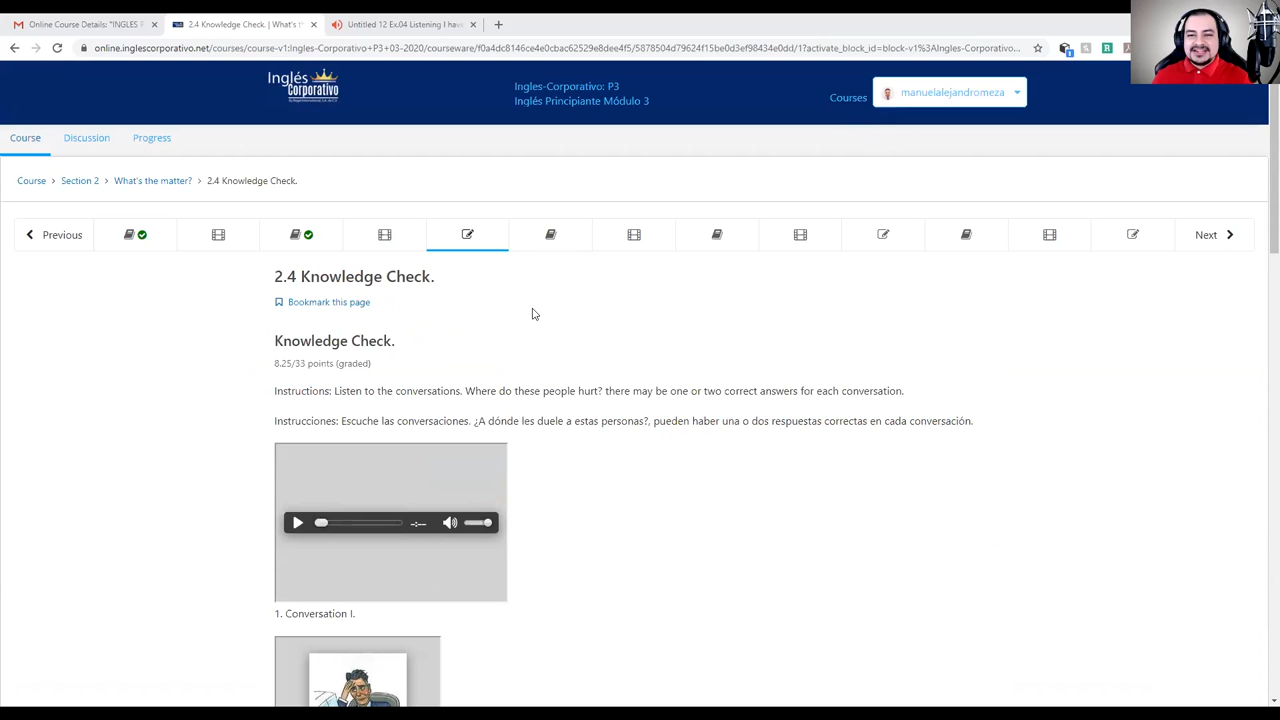 Online Course Details: "INGLES P
2.4 Knowledge Check. | What's th
Untitled 12 Ex.04 Listening I hav
online.inglescorporativo.net/courses/course-v1:Ingles-Corporativo+P3+03-2020/courseware/f0a4dc8146ce4e0cbac62529e8dee4f5/5878504d79624f15be0d3ef98434e0dd/1?activate_block_id=block-v1%3AIngles-Corporativo...
Inglés
Corporativo
Ingles-Corporativo: P3
Inglés Principiante Módulo 3
Courses
manuelalejandromeza
Course
Discussion
Progress
Course > Section 2 > What's the matter? > 2.4 Knowledge Check.
Previous
Next
2.4 Knowledge Check.
Bookmark this page
Knowledge Check.
8.25/33 points (graded)
Instructions: Listen to the conversations. Where do these people hurt? there may be one or two correct answers for each conversation.
Instrucciones: Escuche las conversaciones. ¿A dónde les duele a estas personas?, pueden haber una o dos respuestas correctas en cada conversación.
-:--
1. Conversation I.